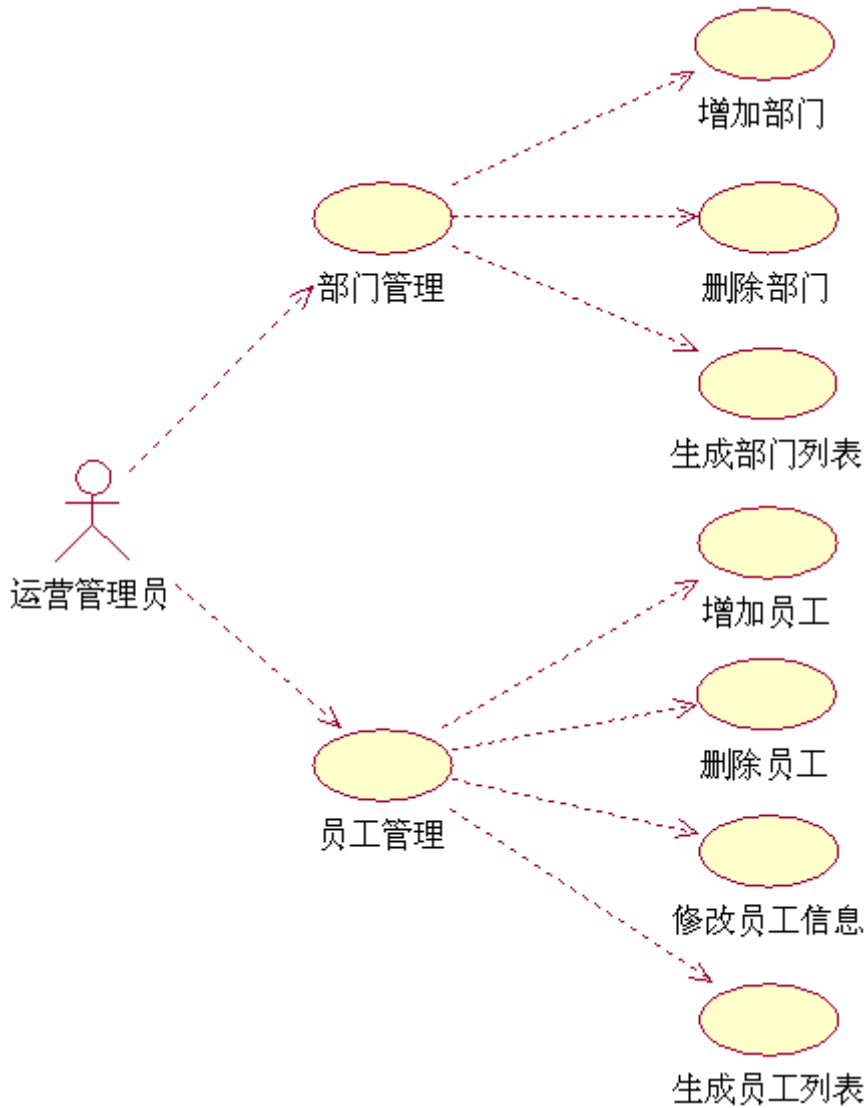 增加部门
部门管理
删除部门
生成部门列表
运营管理员
增加员工
删除员工
员工管理
修改员工信息
生成员工列表